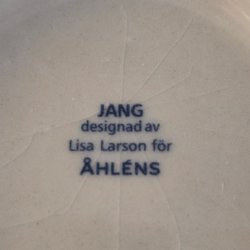 JANG
designad av
Lisa Larson för
ÅHLÉNS